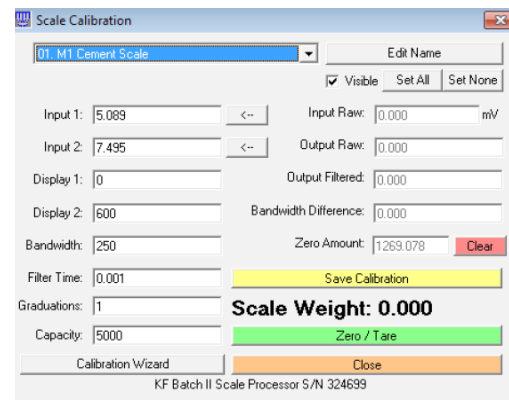 Scale Calibration
01. M1 Cement Scale Edit Name
Visible Set All Set None
Input 1: 5.089 <-- Input Raw: 0.000 mV
Input 2: 7.495 <-- Output Raw: 0.000
Display 1: 0 Output Filtered: 0.000
Display 2: 600 Bandwidth Difference: 0.000
Bandwidth: 250 Zero Amount: 1269.078 Clear
Filter Time: 0.001 Save Calibration
Graduations: 1 Scale Weight: 0.000
Capacity: 5000 Zero / Tare
Calibration Wizard Close
KF Batch II Scale Processor S/N 324699